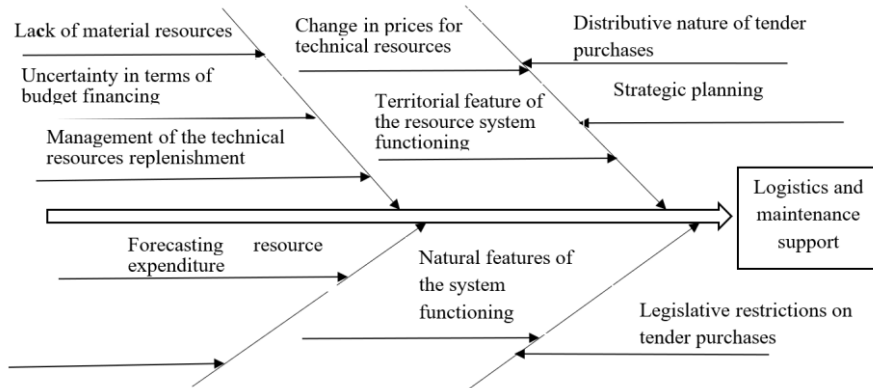 Lack of material resources
Uncertainty in terms of
budget financing
Management of the technical
resources replenishment
Change in prices for
technical resources
Territorial feature of
the resource system
functioning
Distributive nature of tender
purchases
Strategic planning
Logistics and
maintenance
support
Forecasting resource
expenditure
Natural features of
the system
functioning
Legislative restrictions on
tender purchases